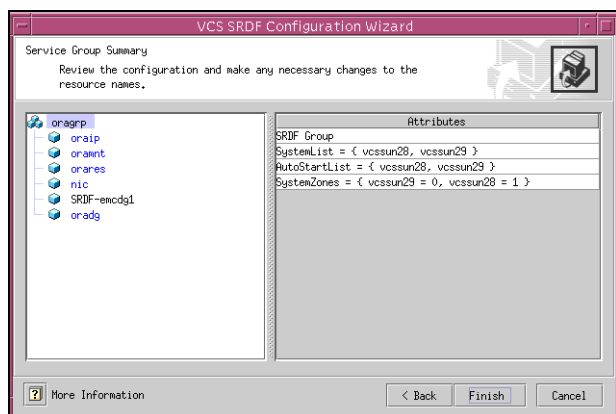 VCS SRDF Configuration Wizard
Service Group Summary
Review the configuration and make any necessary changes to the
resource names.
oragrp
oraip
oramnt
orares
nic
SRDF-emcdg1
oradg
Attributes
SRDF Group
SystemList = { vcssun28, vcssun29 }
AutoStartList = { vcssun28, vcssun29 }
SystemZones = { vcssun29 = 0, vcssun28 = 1 }
? More Information
< Back
Finish
Cancel